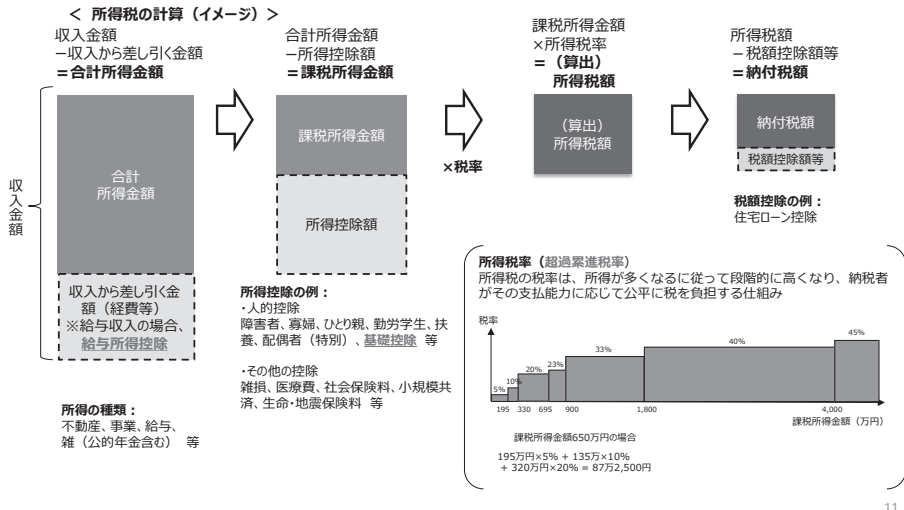 ＜ 所得税の計算（イメージ）＞
収入金額
－収入から差し引く金額
＝合計所得金額
合計所得金額
－所得控除額
＝課税所得金額
課税所得金額
×所得税率
＝（算出）
所得税額
所得税額
－税額控除額等
＝納付税額
収入金額
合計
所得金額
収入から差し引く金
額（経費等）
※給与収入の場合、
給与所得控除
課税所得金額
所得控除額
×税率
（算出）
所得税額
納付税額
税額控除額等
税額控除の例：
住宅ローン控除
所得の種類：
不動産、事業、給与、
雑（公的年金含む） 等
所得控除の例：
・人的控除
障害者、寡婦、ひとり親、勤労学生、扶
養、配偶者（特別）、基礎控除 等
・その他の控除
雑損、医療費、社会保険料、小規模共
済、生命・地震保険料 等
所得税率（超過累進税率）
所得税の税率は、所得が多くなるに従って段階的に高くなり、納税者
がその支払能力に応じて公平に税を負担する仕組み
税率
5% 10% 20% 23% 33% 40% 45%
195 330 695 900 1,800 4,000
課税所得金額（万円）
課税所得金額650万円の場合
195万円×5% + 135万×10%
+ 320万円×20% = 87万2,500円
11